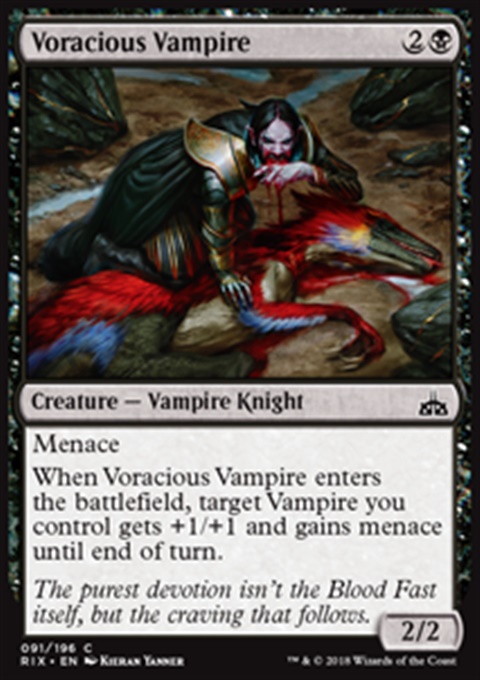 Voracious Vampire 2
Creature — Vampire Knight
Menace
When Voracious Vampire enters
the battlefield, target Vampire you
control gets +1/+1 and gains menace
until end of turn.
The purest devotion isn't the Blood Fast
itself, but the craving that follows.
2/2
091/196 C
RIX • EN Kieran Yanner
™ & © 2018 Wizards of the Coast